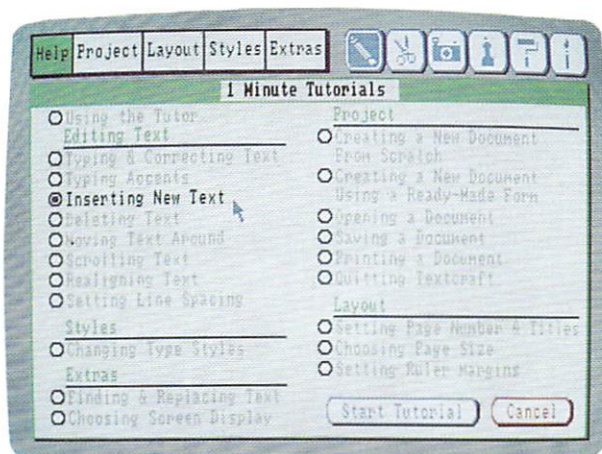 Help Project Layout Styles Extras
1 Minute Tutorials
Using the Tutor
Editing Text
Typing & Correcting Text
Typing Accents
Inserting New Text
Deleting Text
Moving Text Around
Scrolling Text
Realigning Text
Setting Line Spacing
Styles
Changing Type Styles
Extras
Finding & Replacing Text
Choosing Screen Display
Project
Creating a New Document
From Scratch
Creating a New Document
Using a Ready-Made Form
Opening a Document
Saving a Document
Printing a Document
Quitting Textcraft
Layout
Setting Page Number & Titles
Choosing Page Size
Setting Ruler Margins
Start Tutorial Cancel